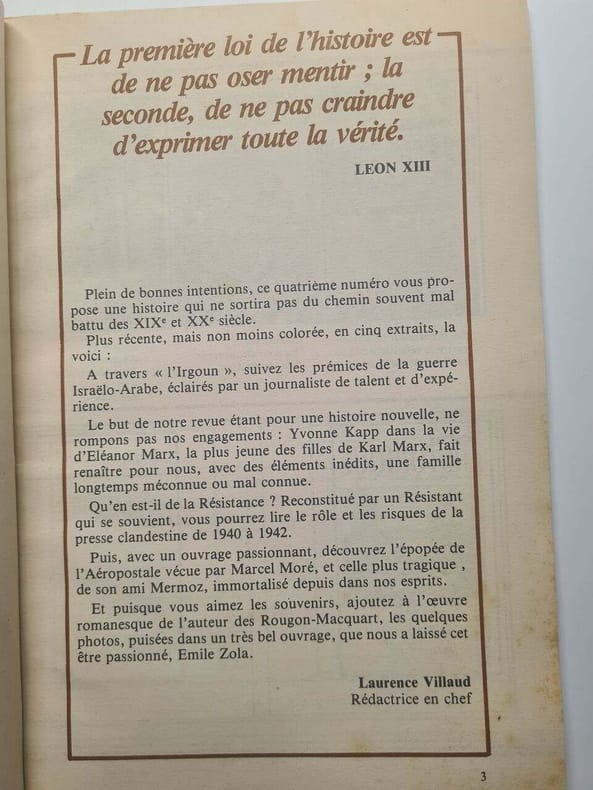 La première loi de l'histoire est
de ne pas oser mentir ; la
seconde, de ne pas craindre
d'exprimer toute la vérité.
LEON XIII
Plein de bonnes intentions, ce quatrième numéro vous pro-
pose une histoire qui ne sortira pas du chemin souvent mal
battu des XIXe et XXe siècle.
Plus récente, mais non moins colorée, en cinq extraits, la
voici :
A travers « l'Irgoun », suivez les prémices de la guerre
Israëlo-Arabe, éclairés par un journaliste de talent et d'expé-
rience.
Le but de notre revue étant pour une histoire nouvelle, ne
rompons pas nos engagements : Yvonne Kapp dans la vie
d'Eléanor Marx, la plus jeune des filles de Karl Marx, fait
renaître pour nous, avec des éléments inédits, une famille
longtemps méconnue ou mal connue.
Qu'en est-il de la Résistance ? Reconstitué par un Résistant
qui se souvient, vous pourrez lire le rôle et les risques de la
presse clandestine de 1940 à 1942.
Puis, avec un ouvrage passionnant, découvrez l'épopée de
l'Aéropostale vécue par Marcel Moré, et celle plus tragique ,
de son ami Mermoz, immortalisé depuis dans nos esprits.
Et puisque vous aimez les souvenirs, ajoutez à l'œuvre
romanesque de l'auteur des Rougon-Macquart, les quelques
photos, puisées dans un très bel ouvrage, que nous a laissé cet
être passionné, Emile Zola.
Laurence Villaud
Rédactrice en chef
3